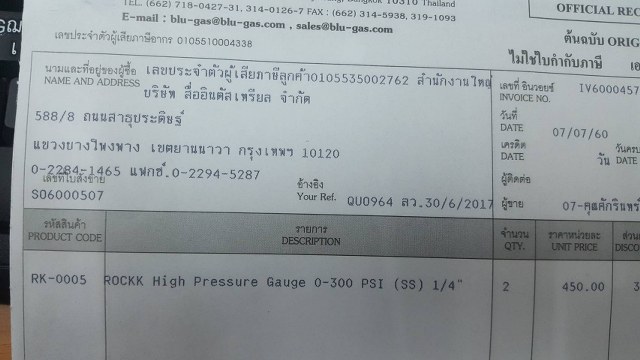 10310 Thailand
TEL. (662) 718-0427-31, 314-0126-7 FAX : (662) 314-5938, 319-1093
E-mail : blu-gas@blu-gas.com , sales@blu-gas.com
OFFICIAL REC
เลขประจำตัวผู้เสียภาษีอากร 0105510004338
ต้นฉบับ ORIG
ไม่ใช่ใบกำกับภาษี
นามและที่อยู่ของผู้ซื้อ
NAME AND ADDRESS
เลขประจำตัวผู้เสียภาษีลูกค้า0105535002762 สำนักงานใหญ่
บริษัท สื่ออินดัสเทรียล จำกัด
588/8 ถนนสาธุประดิษฐ์
แขวงบางโพงพาง เขตยานนาวา กรุงเทพฯ 10120
0-2284-1465 แฟกซ์.0-2294-5287
เลขที่ใบสั่งขาย
SO6000507
อ้างอิง
Your Ref. QU0964 ลว.30/6/2017
เลขที่ อินวอยซ์
INVOICE NO. IV6000457
วันที่
DATE 07/07/60
เครดิต
DATE วัน
วันครบ
DATE
ผู้ติดต่อ
ผู้ขาย 07-คุณศักรินทร์
รหัสสินค้า
PRODUCT CODE
รายการ
DESCRIPTION
จำนวน
QTY.
ราคาหน่วยละ
UNIT PRICE
ส่วน
DISCO
RK-0005 ROCKK High Pressure Gauge 0-300 PSI (SS) 1/4" 2 450.00 3